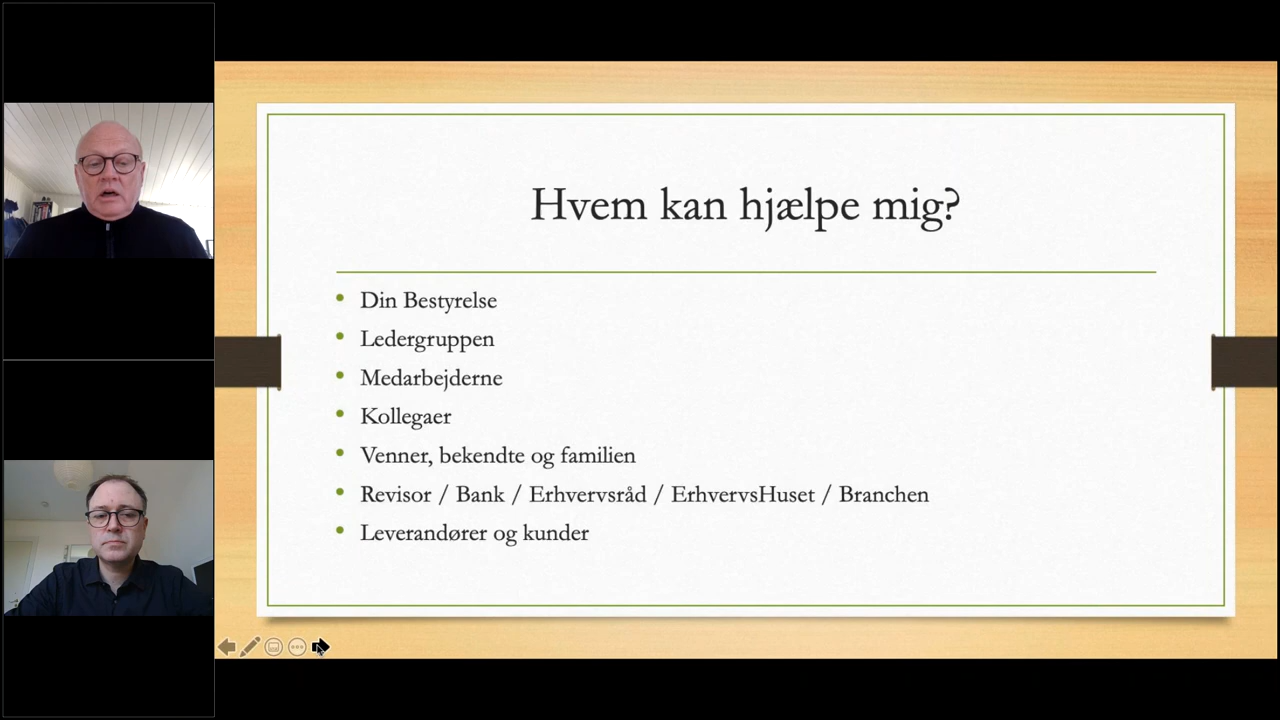 Hvem kan hjælpe mig?
Din Bestyrelse
Ledergruppen
Medarbejderne
Kollegaer
Venner, bekendte og familien
Revisor / Bank / Erhvervsråd / ErhvervsHuset / Branchen
Leverandører og kunder